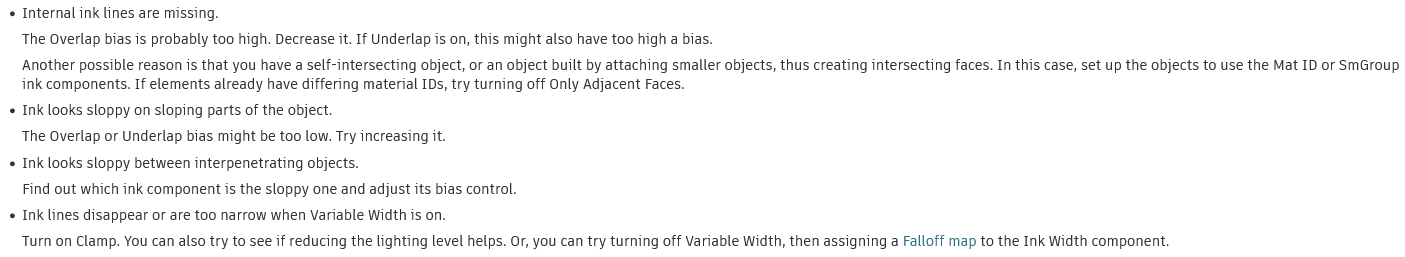 • Internal ink lines are missing.
The Overlap bias is probably too high. Decrease it. If Underlap is on, this might also have too high a bias.
Another possible reason is that you have a self-intersecting object, or an object built by attaching smaller objects, thus creating intersecting faces. In this case, set up the objects to use the Mat ID or SmGroup
ink components. If elements already have differing material IDs, try turning off Only Adjacent Faces.
• Ink looks sloppy on sloping parts of the object.
The Overlap or Underlap bias might be too low. Try increasing it.
• Ink looks sloppy between interpenetrating objects.
Find out which ink component is the sloppy one and adjust its bias control.
• Ink lines disappear or are too narrow when Variable Width is on.
Turn on Clamp. You can also try to see if reducing the lighting level helps. Or, you can try turning off Variable Width, then assigning a Falloff map to the Ink Width component.